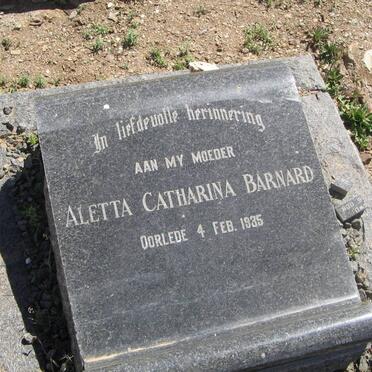 In liefdevolle herinnering
AAN MY MOEDER
ALETTA CATHARINA BARNARD
OORLEDE 4 FEB. 1935